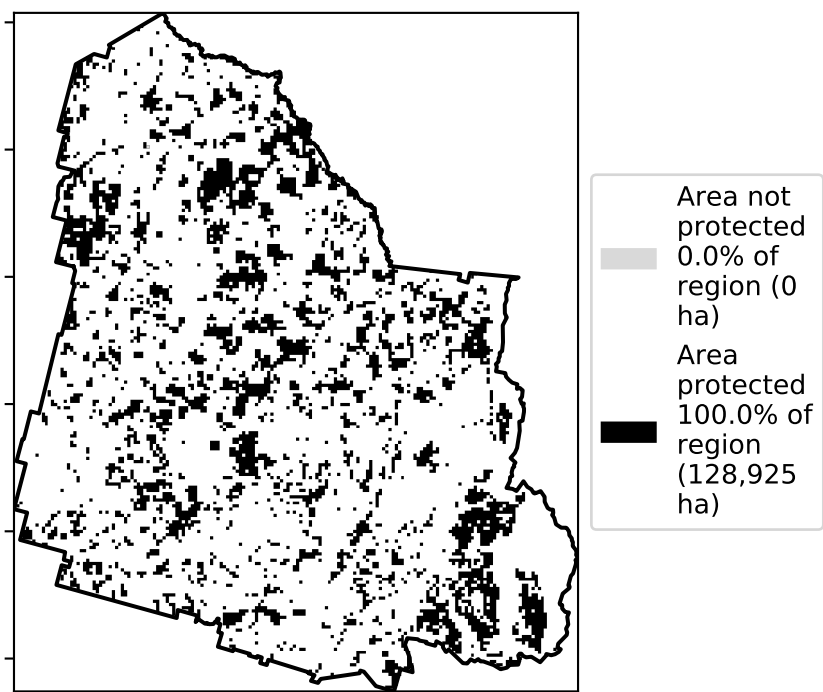 Area not
protected
0.0% of
region (0
ha)
Area
protected
100.0% of
region
(128,925
ha)